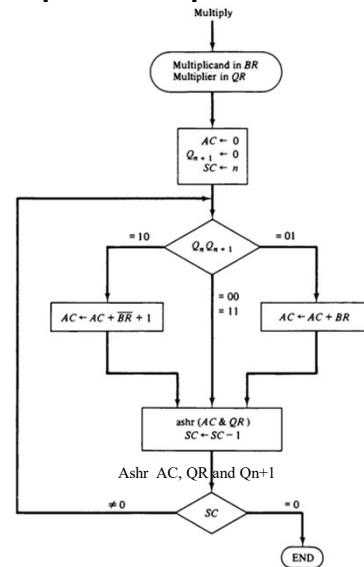 Multiply
Multiplicand in BR
Multiplier in QR
AC ← 0
Qn + 1 ← 0
SC ← n
= 10
Qn Qn + 1
= 01
= 00
= 11
AC ← AC + B̅R̅ + 1
AC ← AC + BR
ashr (AC & QR)
SC ← SC − 1
Ashr AC, QR and Qn+1
≠ 0
SC
= 0
END